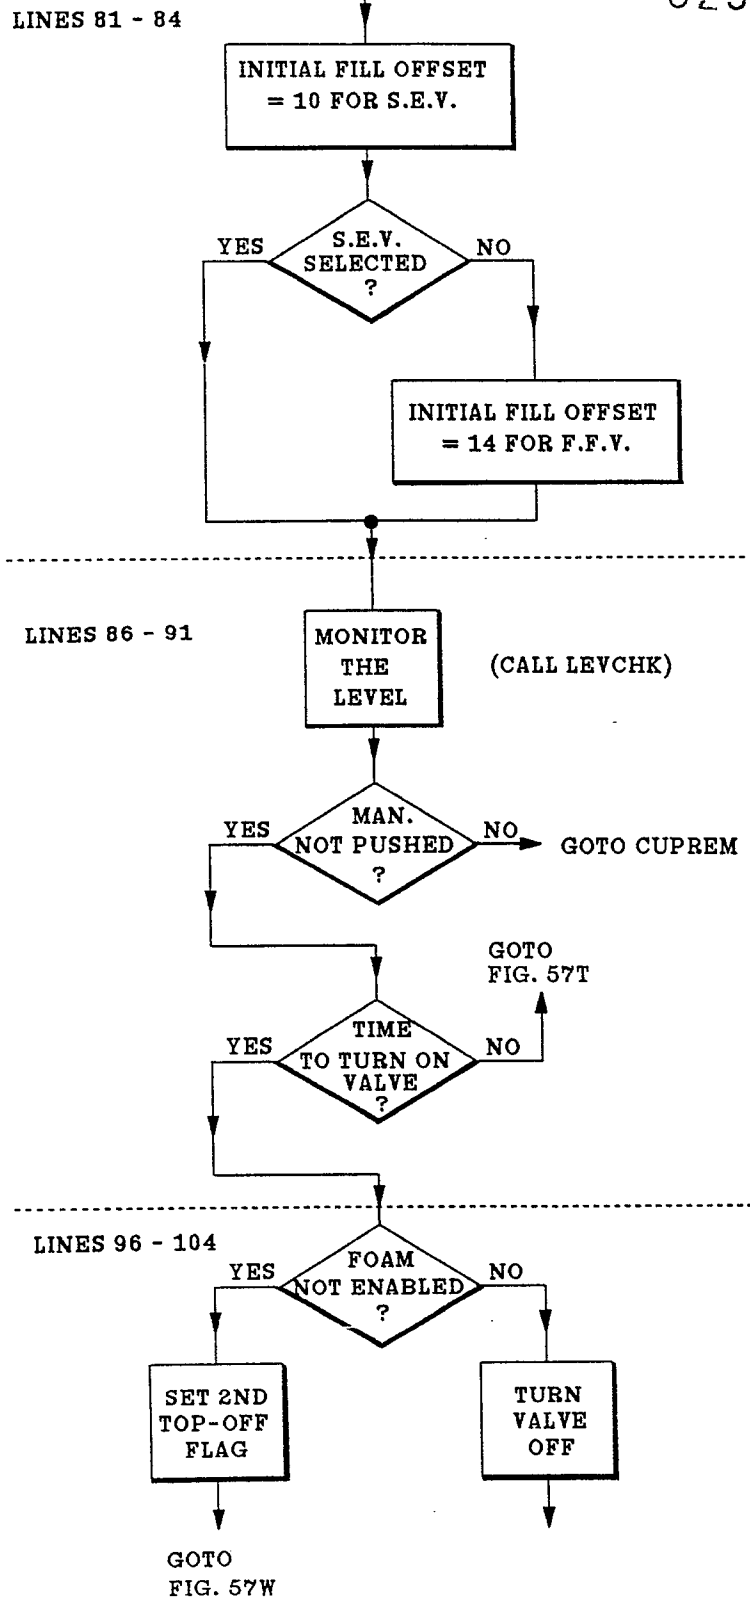 LINES 81 - 84
INITIAL FILL OFFSET
= 10 FOR S.E.V.
YES
S.E.V.
SELECTED
?
NO
INITIAL FILL OFFSET
= 14 FOR F.F.V.
LINES 86 - 91
MONITOR
THE
LEVEL
(CALL LEVCHK)
YES
MAN.
NOT PUSHED
?
NO
GOTO CUPREM
GOTO
FIG. 57T
YES
TIME
TO TURN ON
VALVE
?
NO
LINES 96 - 104
YES
FOAM
NOT ENABLED
?
NO
SET 2ND
TOP-OFF
FLAG
TURN
VALVE
OFF
GOTO
FIG. 57W